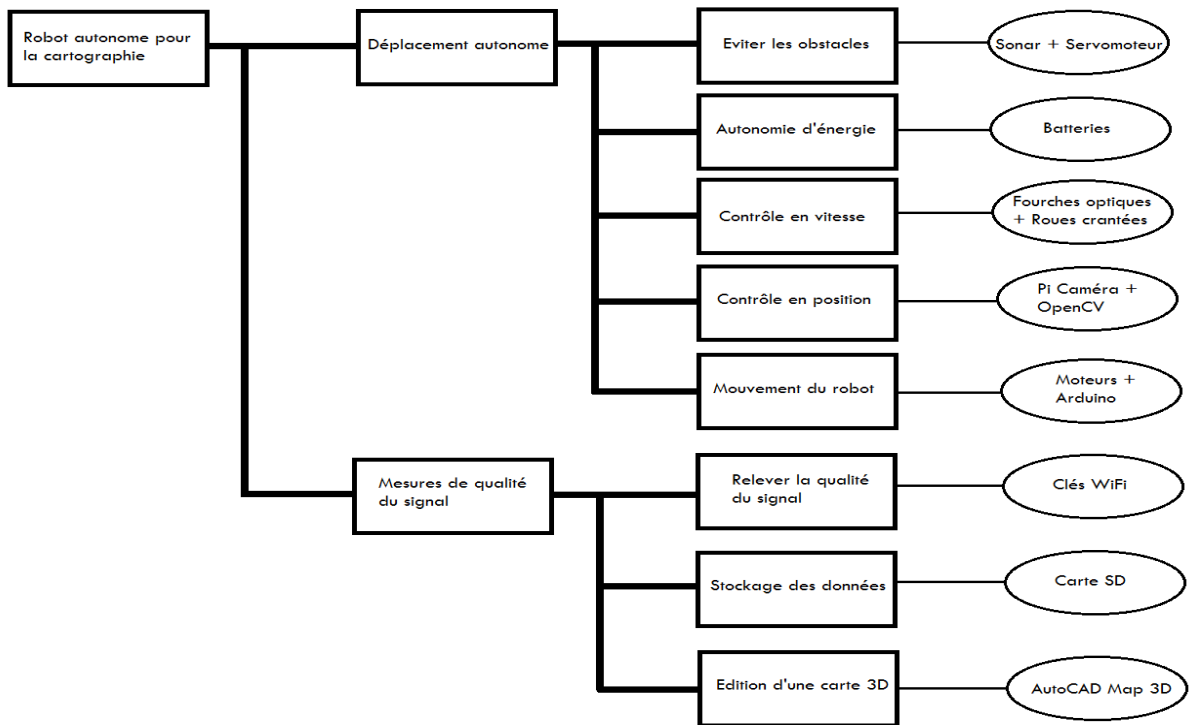 Robot autonome pour
la cartographie
Déplacement autonome
Eviter les obstacles
Sonar + Servomoteur
Autonomie d'énergie
Batteries
Contrôle en vitesse
Fourches optiques
+ Roues crantées
Contrôle en position
Pi Caméra +
OpenCV
Mouvement du robot
Moteurs +
Arduino
Mesures de qualité
du signal
Relever la qualité
du signal
Clés WiFi
Stockage des données
Carte SD
Edition d'une carte 3D
AutoCAD Map 3D